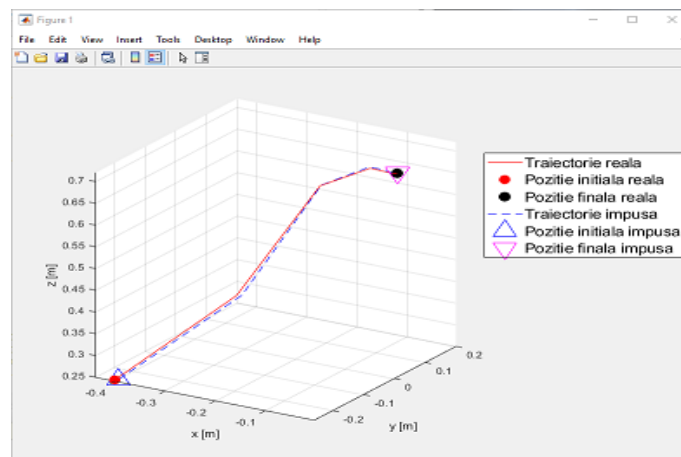 Figure 1
File Edit View Insert Tools Desktop Window Help
Traiectorie reala
Pozitie initiala reala
Pozitie finala reala
Traiectorie impusa
Pozitie initiala impusa
Pozitie finala impusa
0.7
0.65
0.6
0.55
0.5
0.45
0.4
0.35
0.3
0.25
z [m]
-0.4
-0.3
-0.2
-0.1
x [m]
-0.2
-0.1
0
0.1
0.2
y [m]